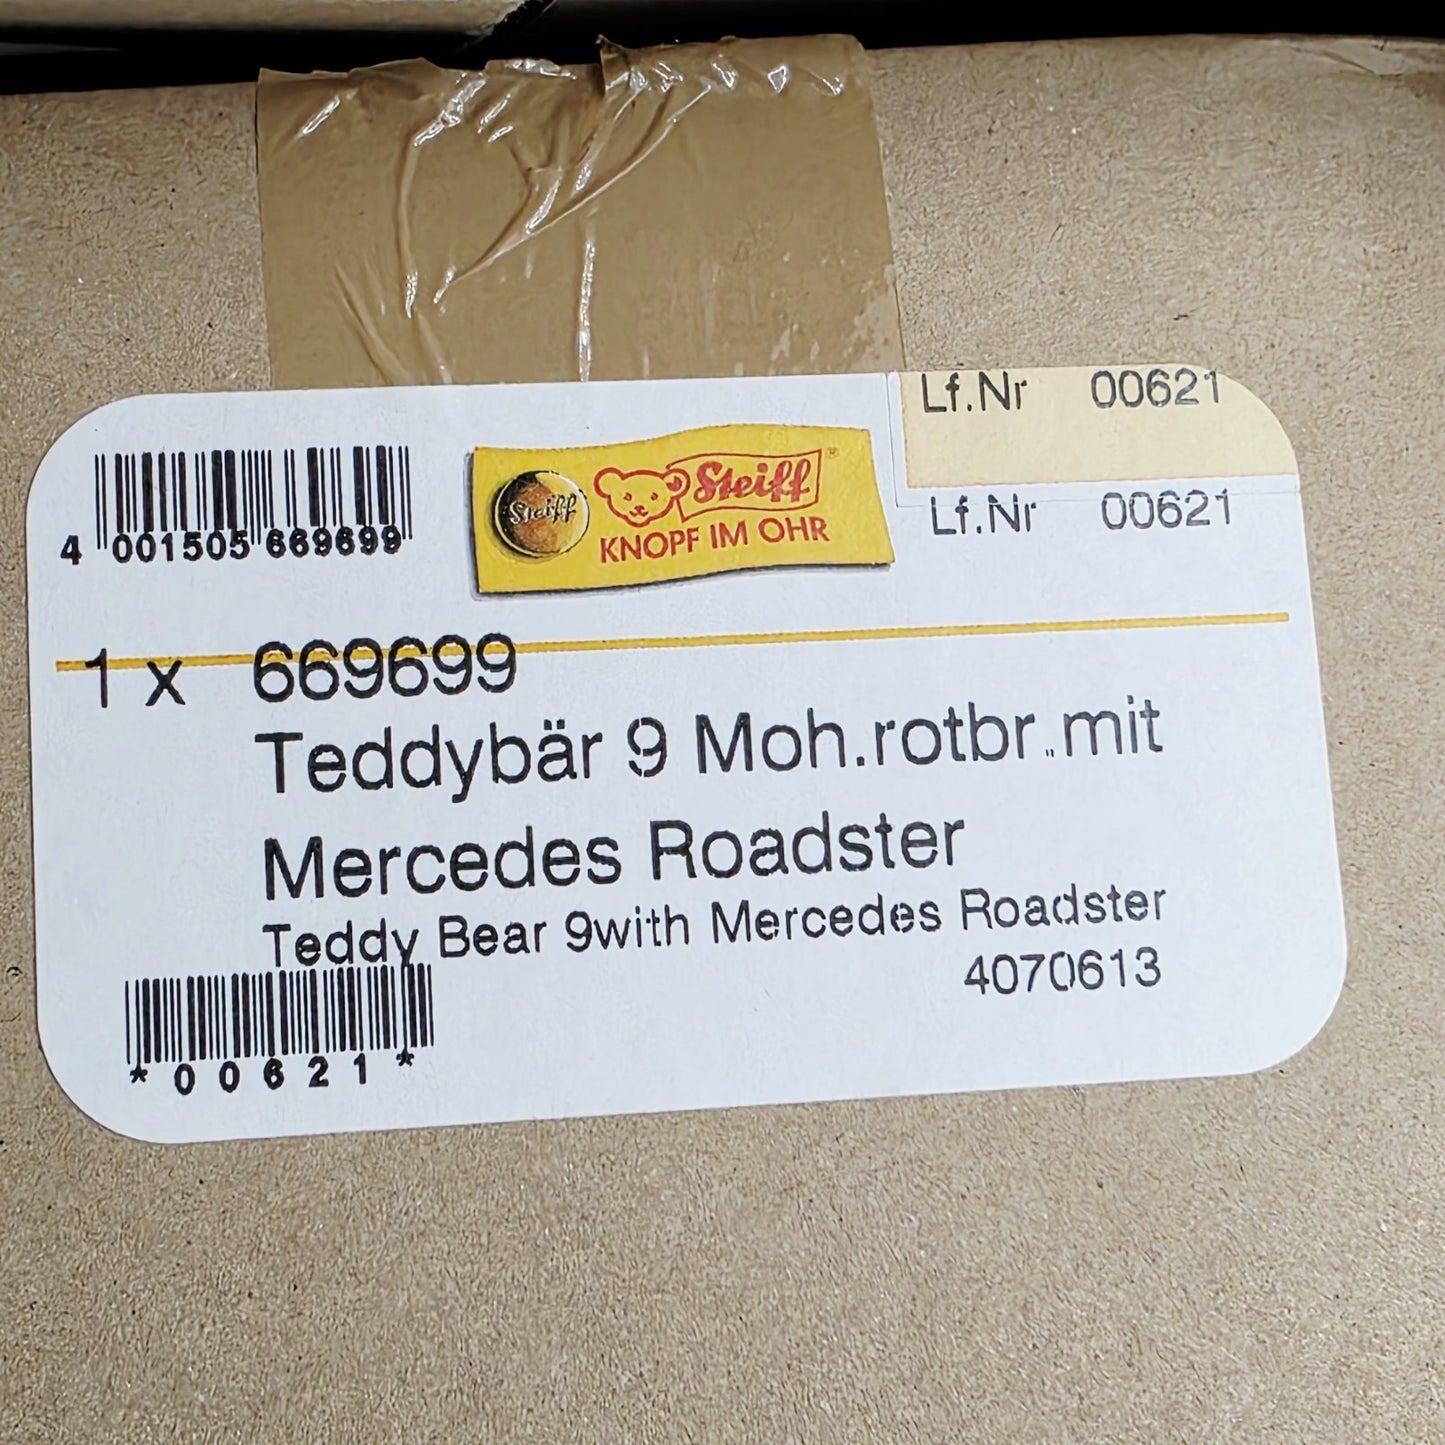 Lf.Nr 00621
Lf.Nr 00621
4 001505 669699
Steiff
Steiff®
KNOPF IM OHR
1 x 669699
Teddybär 9 Moh.rotbr.,mit
Mercedes Roadster
Teddy Bear 9with Mercedes Roadster
4070613
*00621*